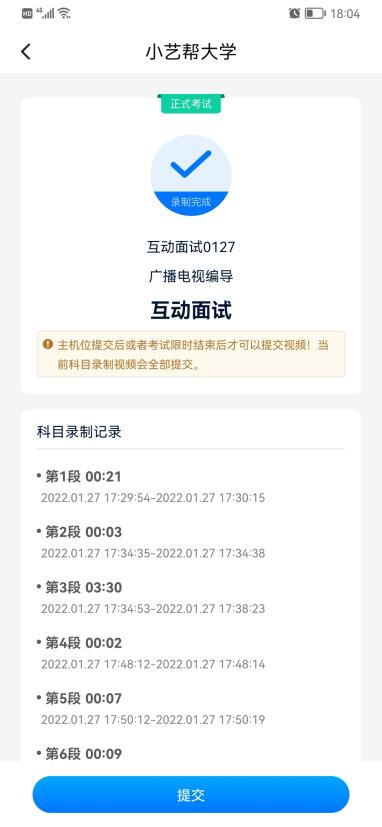 HD 4G 18:04
小艺帮大学
正式考试
录制完成
互动面试0127
广播电视编导
互动面试
主机位提交后或者考试限时结束后才可以提交视频！当
前科目录制视频会全部提交。
科目录制记录
第1段 00:21
2022.01.27 17:29:54-2022.01.27 17:30:15
第2段 00:03
2022.01.27 17:34:35-2022.01.27 17:34:38
第3段 03:30
2022.01.27 17:34:53-2022.01.27 17:38:23
第4段 00:02
2022.01.27 17:48:12-2022.01.27 17:48:14
第5段 00:07
2022.01.27 17:50:12-2022.01.27 17:50:19
第6段 00:09
提交